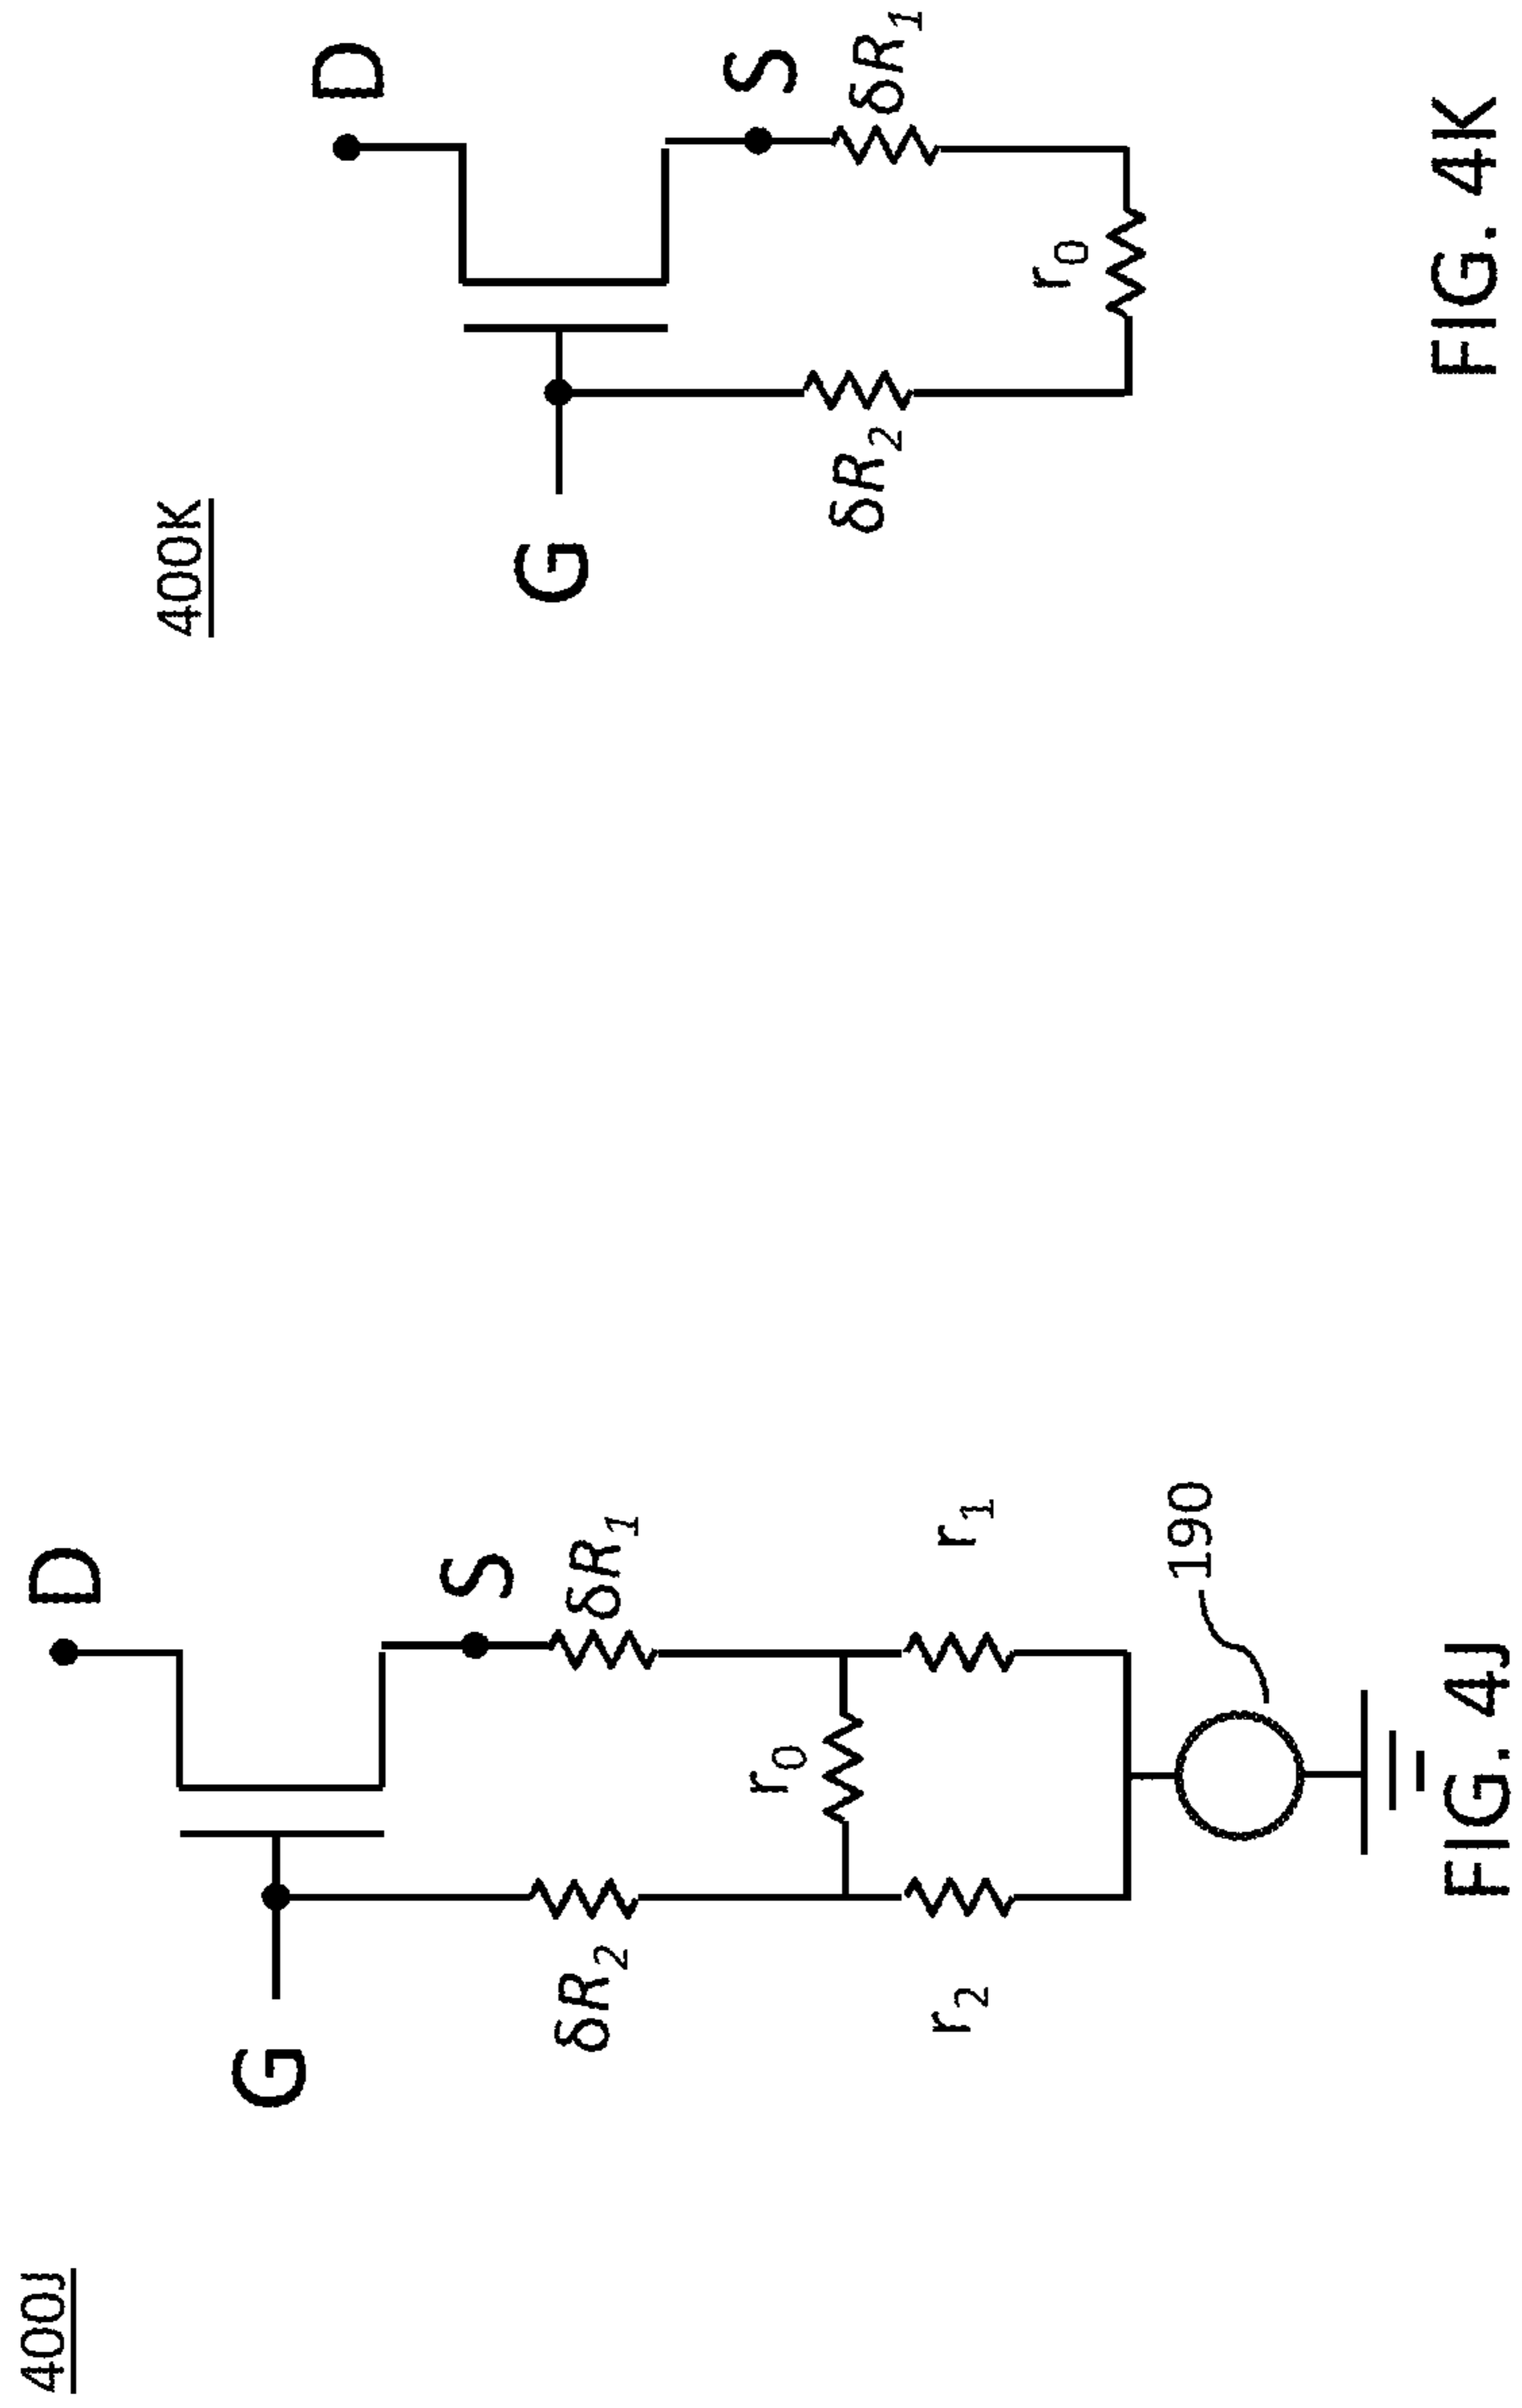 400J
D
G
S
δR1
δR2
r0
r1
r2
190
FIG. 4J
400K
D
G
S
δR1
δR2
r0
FIG. 4K